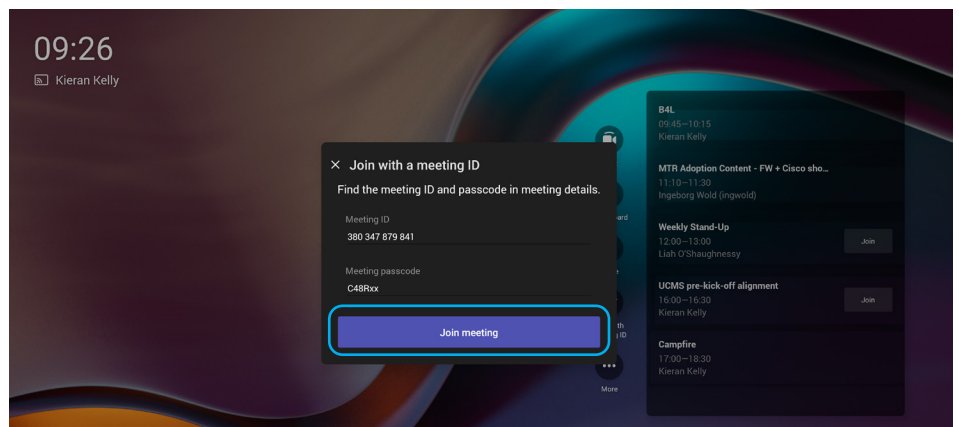 09:26
Kieran Kelly
Join with a meeting ID
Find the meeting ID and passcode in meeting details.
Meeting ID
380 347 879 841
Meeting passcode
C48Rxx
Join meeting
ard
e
th
ID
More
B4L
09:45—10:15
Kieran Kelly
MTR Adoption Content - FW + Cisco sho...
11:10—11:30
Ingeborg Wold (ingwold)
Weekly Stand-Up
12:00—13:00
Liah O'Shaughnessy
Join
UCMS pre-kick-off alignment
16:00—16:30
Kieran Kelly
Join
Campfire
17:00—18:30
Kieran Kelly